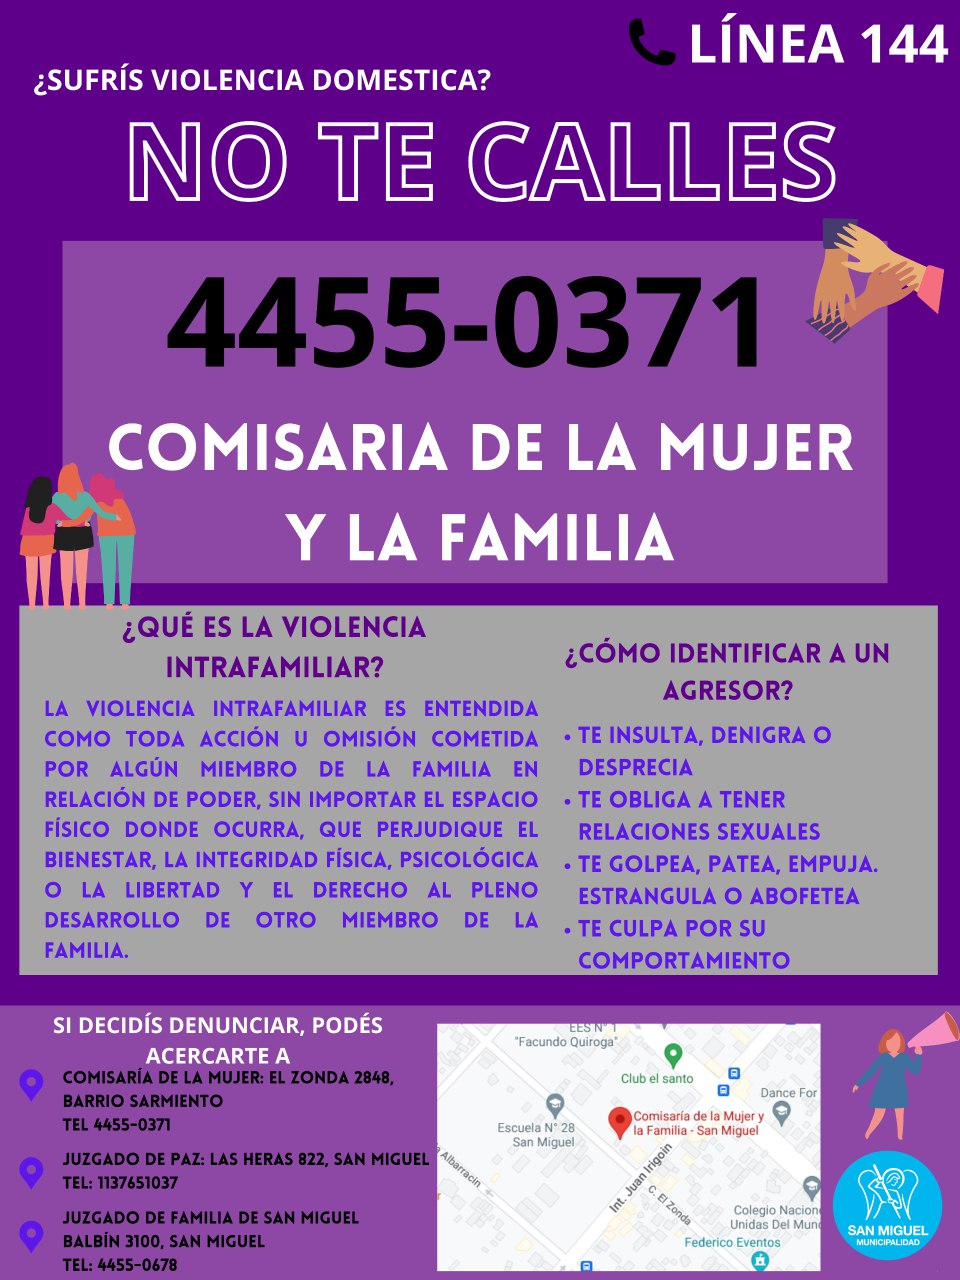 LÍNEA 144
¿SUFRÍS VIOLENCIA DOMESTICA?
NO TE CALLES
4455-0371
COMISARIA DE LA MUJER
Y LA FAMILIA
¿QUÉ ES LA VIOLENCIA
INTRAFAMILIAR?
LA VIOLENCIA INTRAFAMILIAR ES ENTENDIDA
COMO TODA ACCIÓN U OMISIÓN COMETIDA
POR ALGÚN MIEMBRO DE LA FAMILIA EN
RELACIÓN DE PODER, SIN IMPORTAR EL ESPACIO
FÍSICO DONDE OCURRA, QUE PERJUDIQUE EL
BIENESTAR, LA INTEGRIDAD FÍSICA, PSICOLÓGICA
O LA LIBERTAD Y EL DERECHO AL PLENO
DESARROLLO DE OTRO MIEMBRO DE LA
FAMILIA.
¿CÓMO IDENTIFICAR A UN
AGRESOR?
• TE INSULTA, DENIGRA O
DESPRECIA
• TE OBLIGA A TENER
RELACIONES SEXUALES
• TE GOLPEA, PATEA, EMPUJA.
ESTRANGULA O ABOFETEA
• TE CULPA POR SU
COMPORTAMIENTO
SI DECIDÍS DENUNCIAR, PODÉS
ACERCARTE A
COMISARÍA DE LA MUJER: EL ZONDA 2848,
BARRIO SARMIENTO
TEL 4455-0371
JUZGADO DE PAZ: LAS HERAS 822, SAN MIGUEL
TEL: 1137651037
JUZGADO DE FAMILIA DE SAN MIGUEL
BALBÍN 3100, SAN MIGUEL
TEL: 4455-0678
EES N° 1
"Facundo Quiroga"
Club el santo
Dance For
Comisaría de la Mujer y
la Familia - San Miguel
Escuela N° 28
San Miguel
a Albarracin
Int. Juan Irigoin
C. El Zonda
Colegio Nacione
Unidas Del Mund
Federico Eventos
SAN MIGUEL
MUNICIPALIDAD